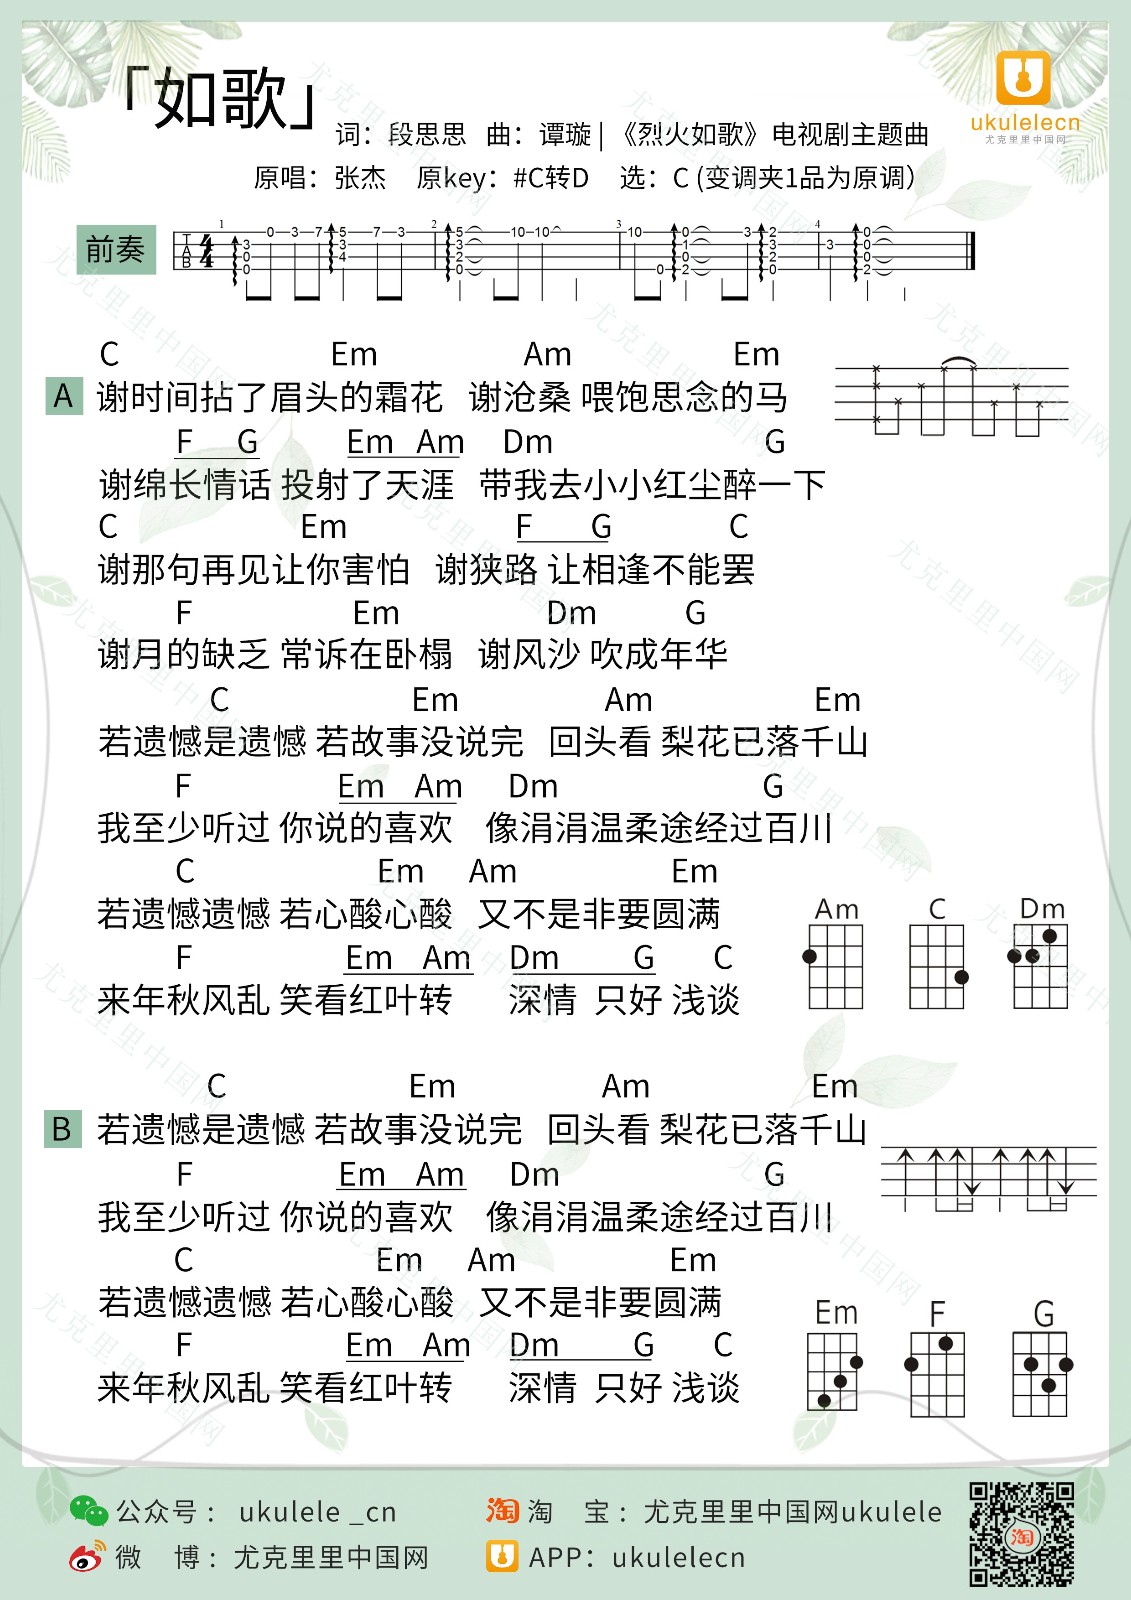 「如歌」
ukulelecn
尤克里里中国网
词：段思思 曲：谭璇 | 《烈火如歌》电视剧主题曲
原唱：张杰 原key：#C转D 选：C (变调夹1品为原调)
前奏
C Em Am Em
A 谢时间拈了眉头的霜花 谢沧桑 喂饱思念的马
F G Em Am Dm G
谢绵长情话 投射了天涯 带我去小小红尘醉一下
C Em F G C
谢那句再见让你害怕 谢狭路 让相逢不能罢
F Em Dm G
谢月的缺乏 常诉在卧榻 谢风沙 吹成年华
C Em Am Em
若遗憾是遗憾 若故事没说完 回头看 梨花已落千山
F Em Am Dm G
我至少听过 你说的喜欢 像涓涓温柔途经过百川
C Em Am Em
若遗憾遗憾 若心酸心酸 又不是非要圆满
F Em Am Dm G C
来年秋风乱 笑看红叶转 深情 只好 浅谈
Am C Dm
C Em Am Em
B 若遗憾是遗憾 若故事没说完 回头看 梨花已落千山
F Em Am Dm G
我至少听过 你说的喜欢 像涓涓温柔途经过百川
C Em Am Em
若遗憾遗憾 若心酸心酸 又不是非要圆满
F Em Am Dm G C
来年秋风乱 笑看红叶转 深情 只好 浅谈
Em F G
公众号： ukulele _cn
淘 淘 宝：尤克里里中国网ukulele
微 博：尤克里里中国网
APP：ukulelecn
淘